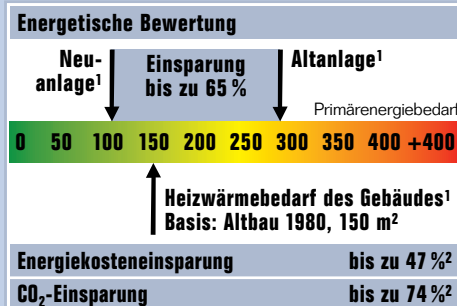 Energetische Bewertung
Neu-
anlage¹
Einsparung
bis zu 65 %
Altanlage¹
Primärenergiebedarf
0 50 100 150 200 250 300 350 400 +400
Heizwärmebedarf des Gebäudes¹
Basis: Altbau 1980, 150 m²
Energiekosteneinsparung bis zu 47 %²
CO₂-Einsparung bis zu 74 %²